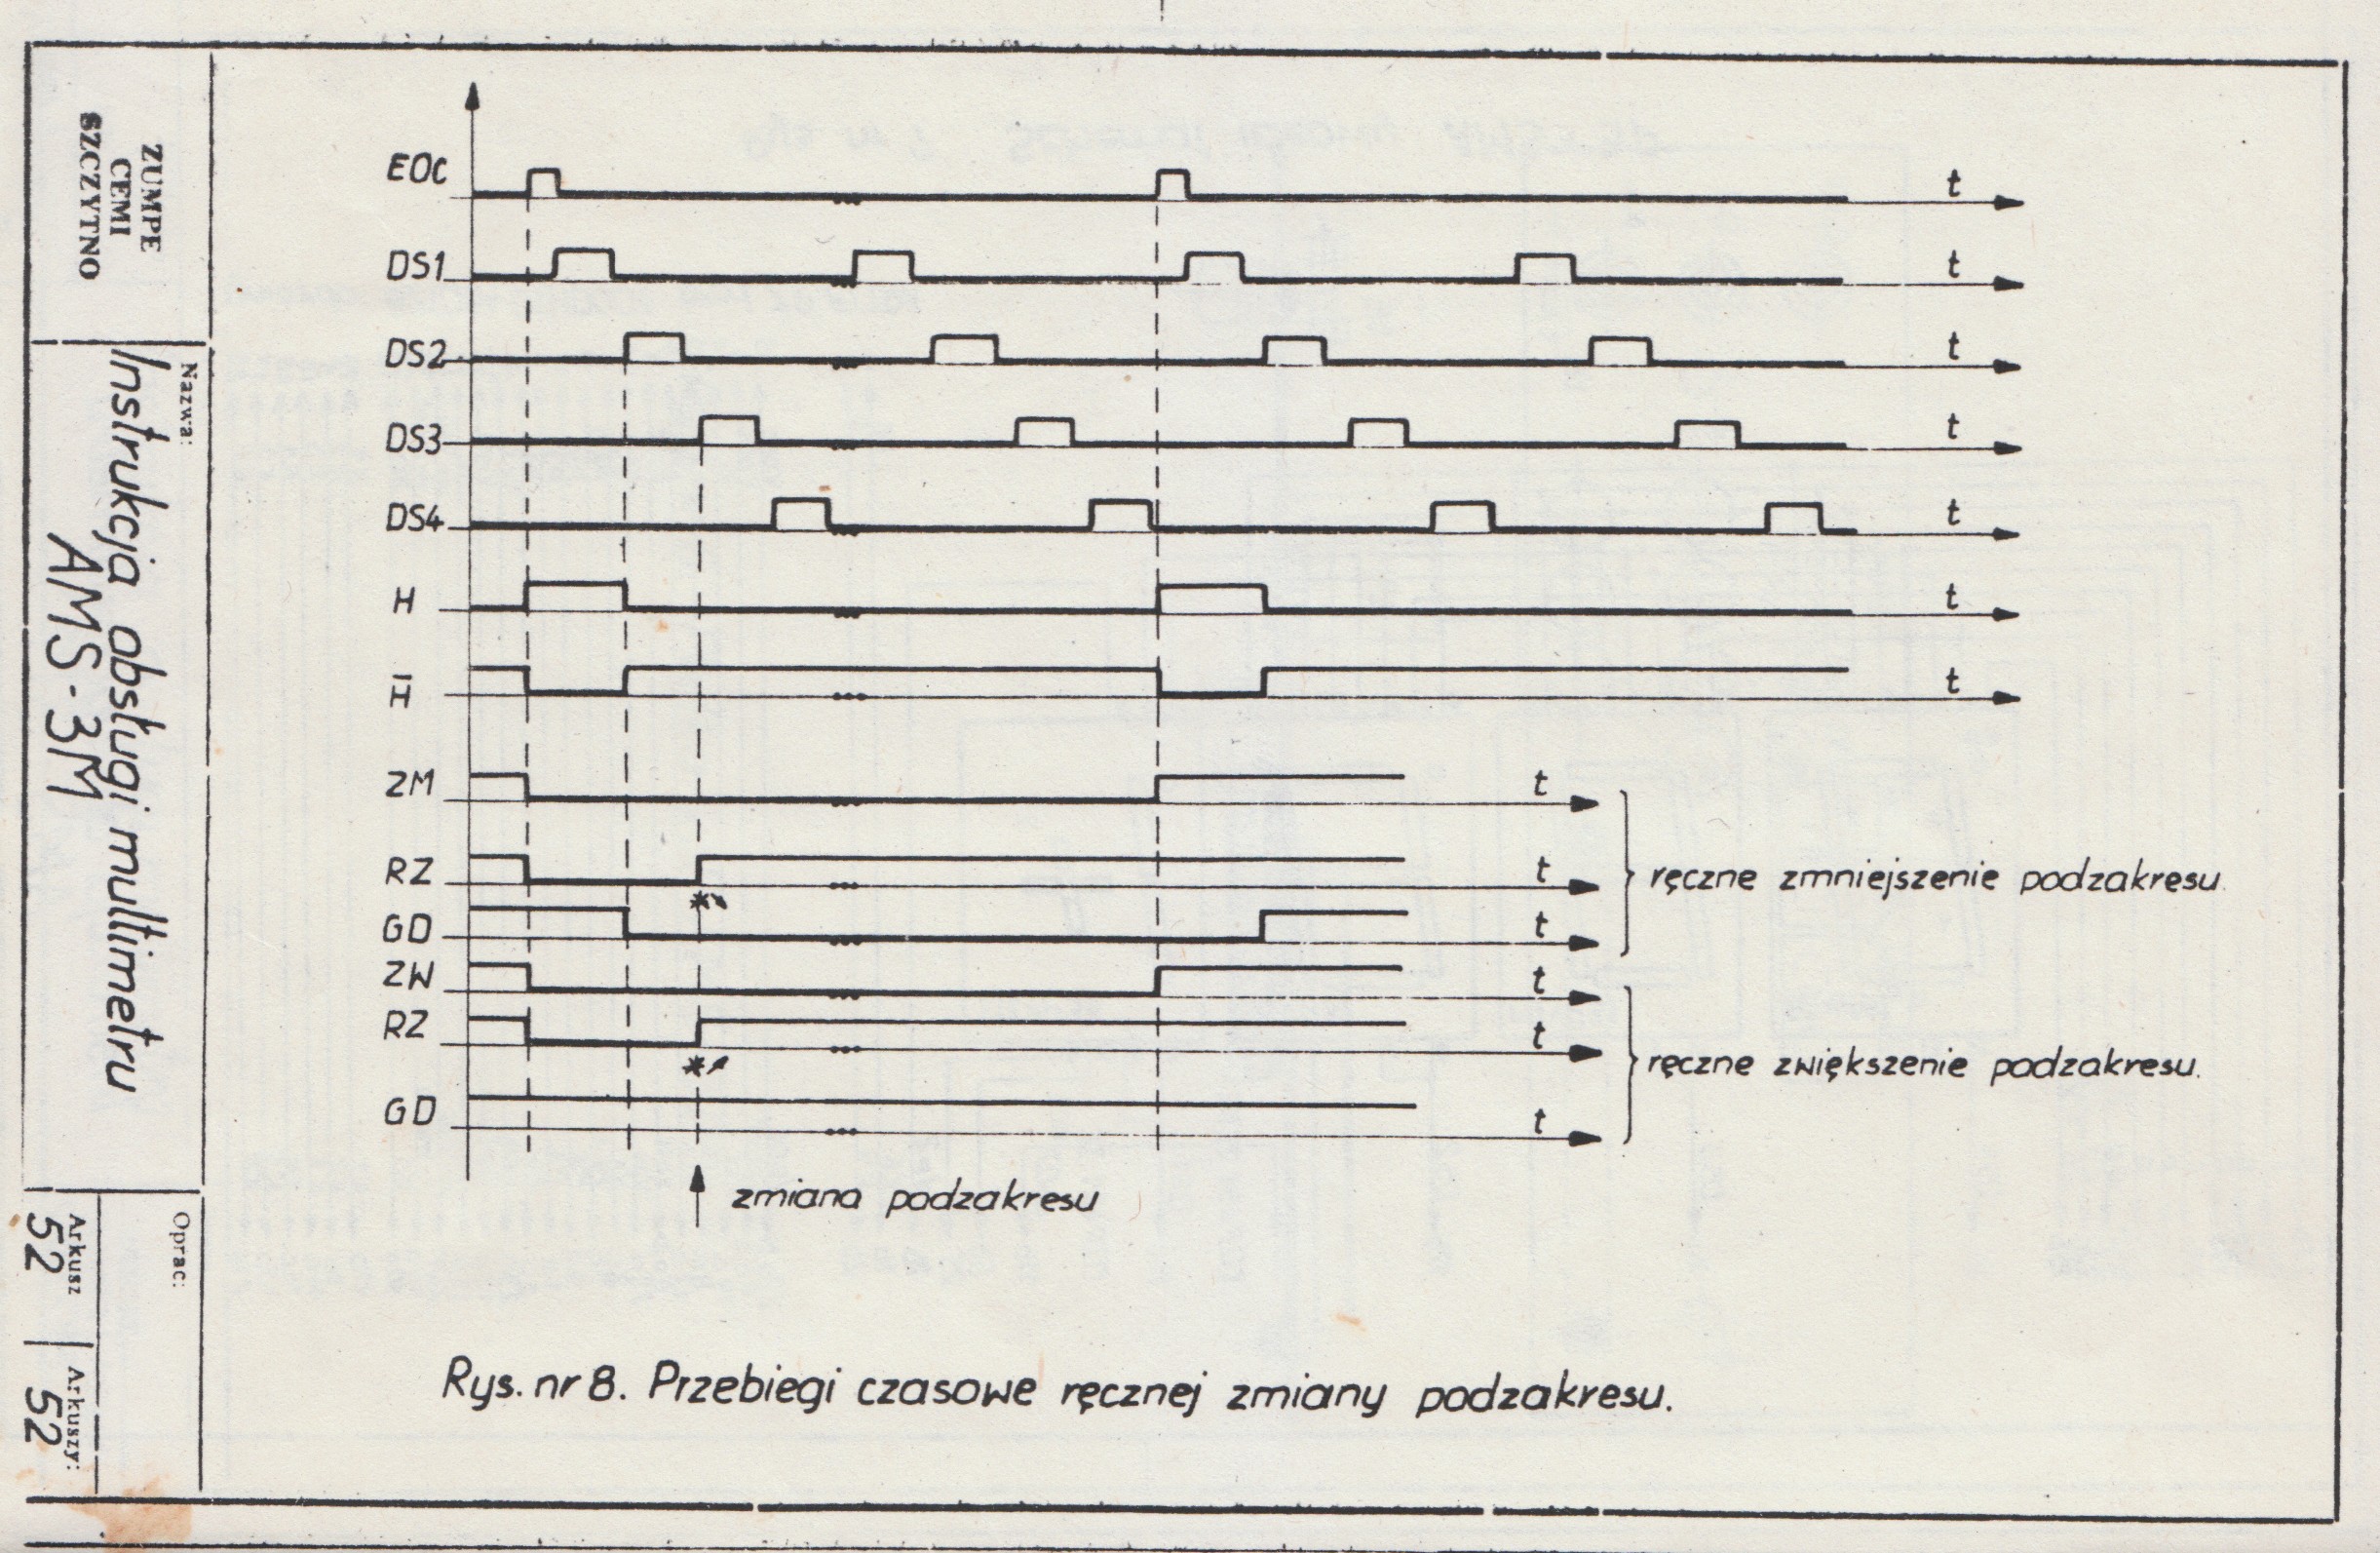 ZUMPE
CEMI
SZCZYTNO
Nazwa:
Instrukcja obsługi multimetru
AMS-3M
Oprac:
Arkusz
52
Arkuszy:
52
EOC t
DS1 t
DS2 t
DS3 t
DS4 t
H t
H̄ t
ZM t
RZ t
ręczne zmniejszenie podzakresu
*
GD t
ZW t
RZ t
ręczne zwiększenie podzakresu.
*
GD t
zmiana podzakresu
Rys. nr 8. Przebiegi czasowe ręcznej zmiany podzakresu.